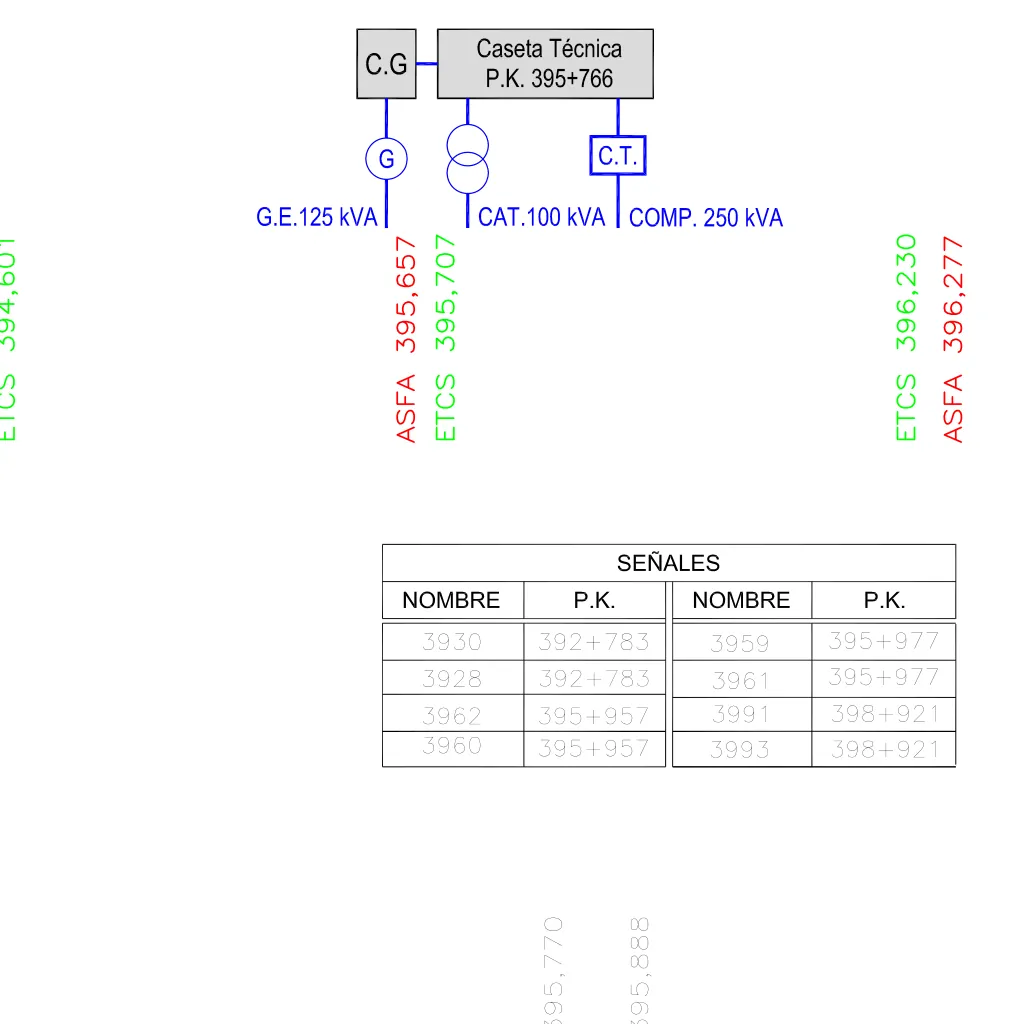 C.G
Caseta Técnica
P.K. 395+766
G
C.T.
G.E.125 kVA
CAT.100 kVA
COMP. 250 kVA
ETCS 394,601
ASFA 395,657
ETCS 395,707
ETCS 396,230
ASFA 396,277
SEÑALES
NOMBRE P.K. NOMBRE P.K.
3930 392+783 3959 395+977
3928 392+783 3961 395+977
3962 395+957 3991 398+921
3960 395+957 3993 398+921
395,770
395,888